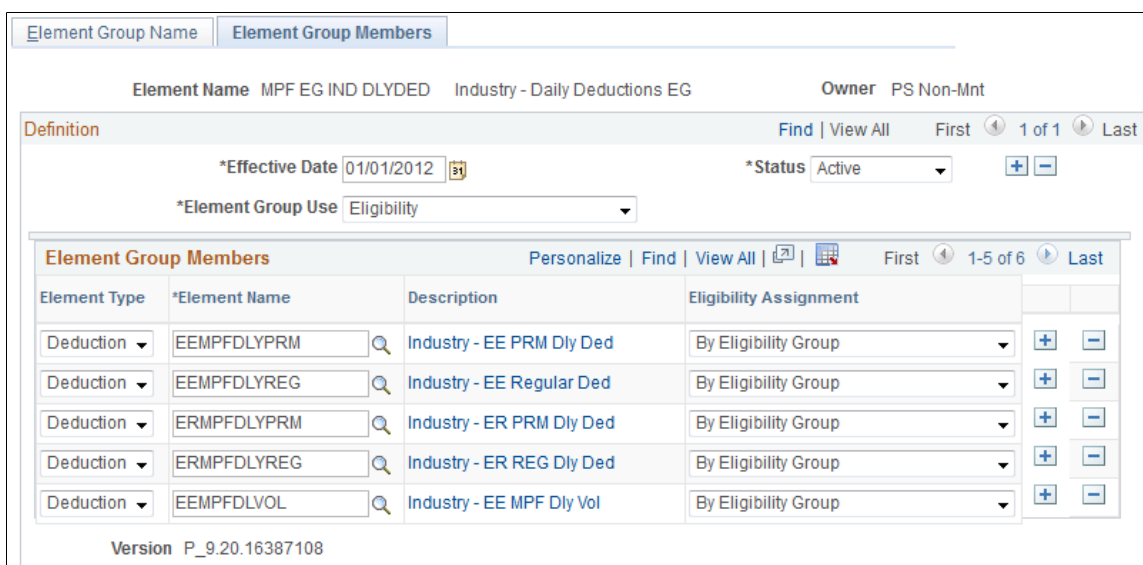 Element Group Name Element Group Members
Element Name MPF EG IND DLYDED Industry - Daily Deductions EG Owner PS Non-Mnt
Definition Find | View All First 1 of 1 Last
*Effective Date 01/01/2012 31 *Status Active
*Element Group Use Eligibility
Element Group Members Personalize | Find | View All | | First 1-5 of 6 Last
Element Type *Element Name Description Eligibility Assignment
Deduction EEMPFDLYPRM Industry - EE PRM Dly Ded By Eligibility Group
Deduction EEMPFDLYREG Industry - EE Regular Ded By Eligibility Group
Deduction ERMPFDLYPRM Industry - ER PRM Dly Ded By Eligibility Group
Deduction ERMPFDLYREG Industry - ER REG Dly Ded By Eligibility Group
Deduction EEMPFDLVOL Industry - EE MPF Dly Vol By Eligibility Group
Version P_9.20.16387108